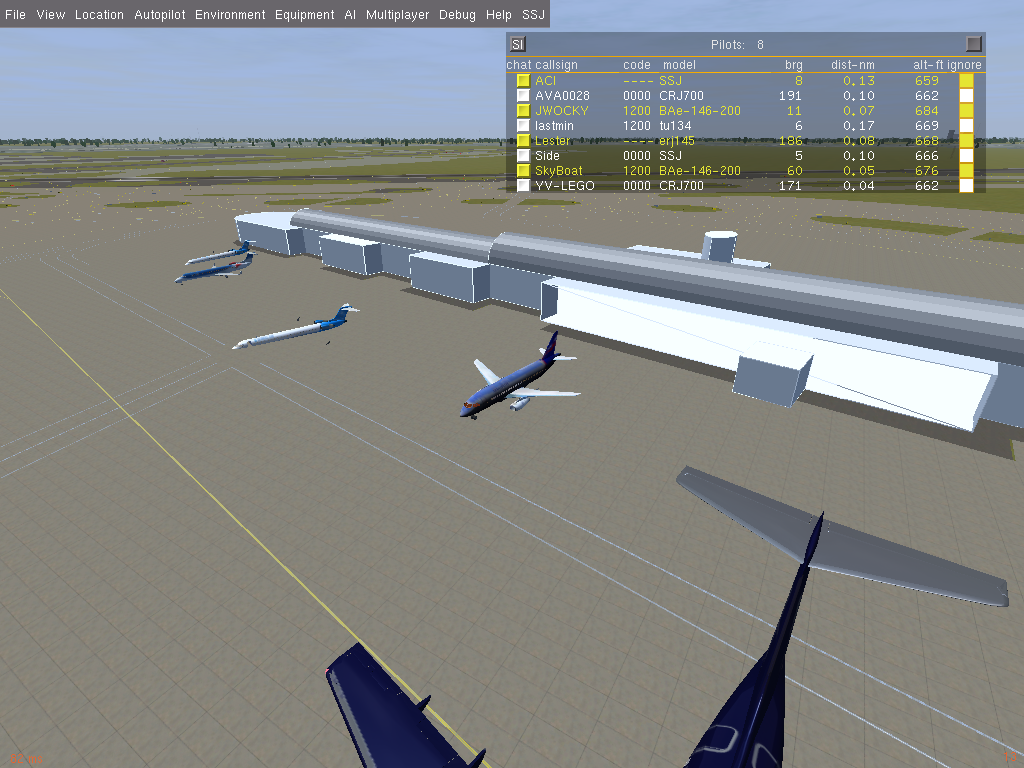 File View Location Autopilot Environment Equipment AI Multiplayer Debug Help SSJ
SI Pilots: 8
chat callsign code model brg dist-nm alt-ft ignore
ACI ---- SSJ 8 0.13 659
AVA0028 0000 CRJ700 191 0.10 662
JWOCKY 1200 BAe-146-200 11 0.07 684
lastmin 1200 tu134 6 0.17 669
Lester ---- erj145 186 0.08 668
Side 0000 SSJ 5 0.10 666
SkyBoat 1200 BAe-146-200 60 0.05 676
YV-LEGO 0000 CRJ700 171 0.04 662